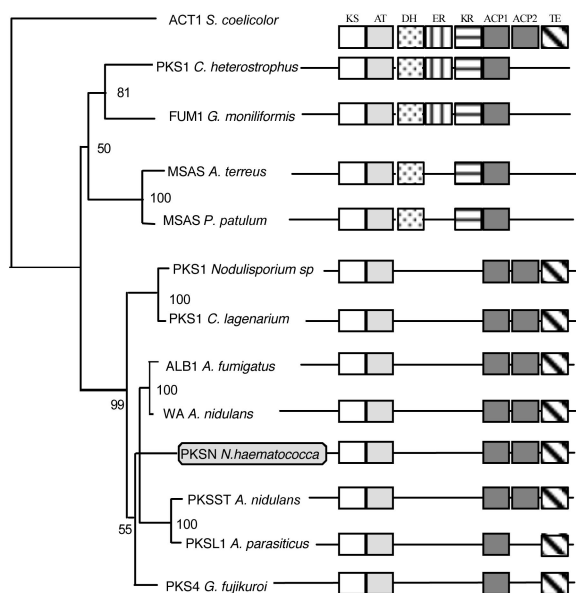 KS AT DH ER KR ACP1 ACP2 TE
ACT1 S. coelicolor
PKS1 C. heterostrophus
81
FUM1 G. moniliformis
50
MSAS A. terreus
100
MSAS P. patulum
PKS1 Nodulisporium sp
100
PKS1 C. lagenarium
ALB1 A. fumigatus
100
99
WA A. nidulans
PKSN N.haematococca
PKSST A. nidulans
55
100
PKSL1 A. parasiticus
PKS4 G. fujikuroi